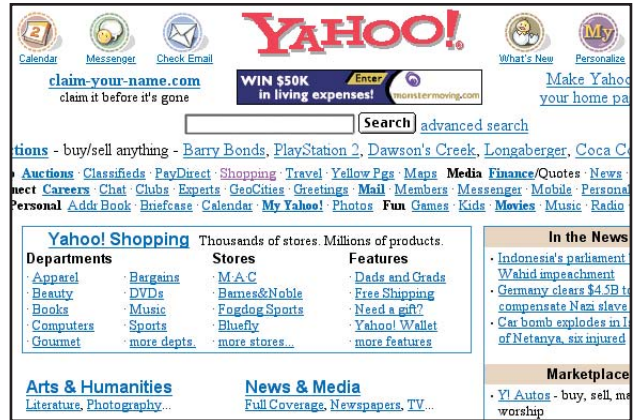 2
YAHOO!
My
Calendar
Messenger
Check Email
What's New
Personalize
claim-your-name.com
claim it before it's gone
WIN $50K
in living expenses!
Enter
monstermoving.com
Make Yahoo
your home pa
Search advanced search
ctions - buy/sell anything - Barry Bonds, PlayStation 2, Dawson's Creek, Longaberger, Coca Co
Auctions · Classifieds · PayDirect · Shopping · Travel · Yellow Pgs · Maps Media Finance/Quotes · News ·
nect Careers · Chat · Clubs · Experts · GeoCities · Greetings · Mail · Members · Messenger · Mobile · Personal
Personal Addr Book · Briefcase · Calendar · My Yahoo! · Photos Fun Games · Kids · Movies · Music · Radio ·
Yahoo! Shopping Thousands of stores. Millions of products.
Departments Stores Features
· Apparel · Bargains · M·A·C · Dads and Grads
· Beauty · DVDs · Barnes&Noble · Free Shipping
· Books · Music · Fogdog Sports · Need a gift?
· Computers · Sports · Bluefly · Yahoo! Wallet
· Gourmet · more depts. · more stores... · more features
In the News
· Indonesia's parliament
Wahid impeachment
· Germany clears $4.5B to
compensate Nazi slave
· Car bomb explodes in I
of Netanya, six injured
Marketplace
· Y! Autos - buy, sell, ma
worship
Arts & Humanities
Literature, Photography...
News & Media
Full Coverage, Newspapers, TV...